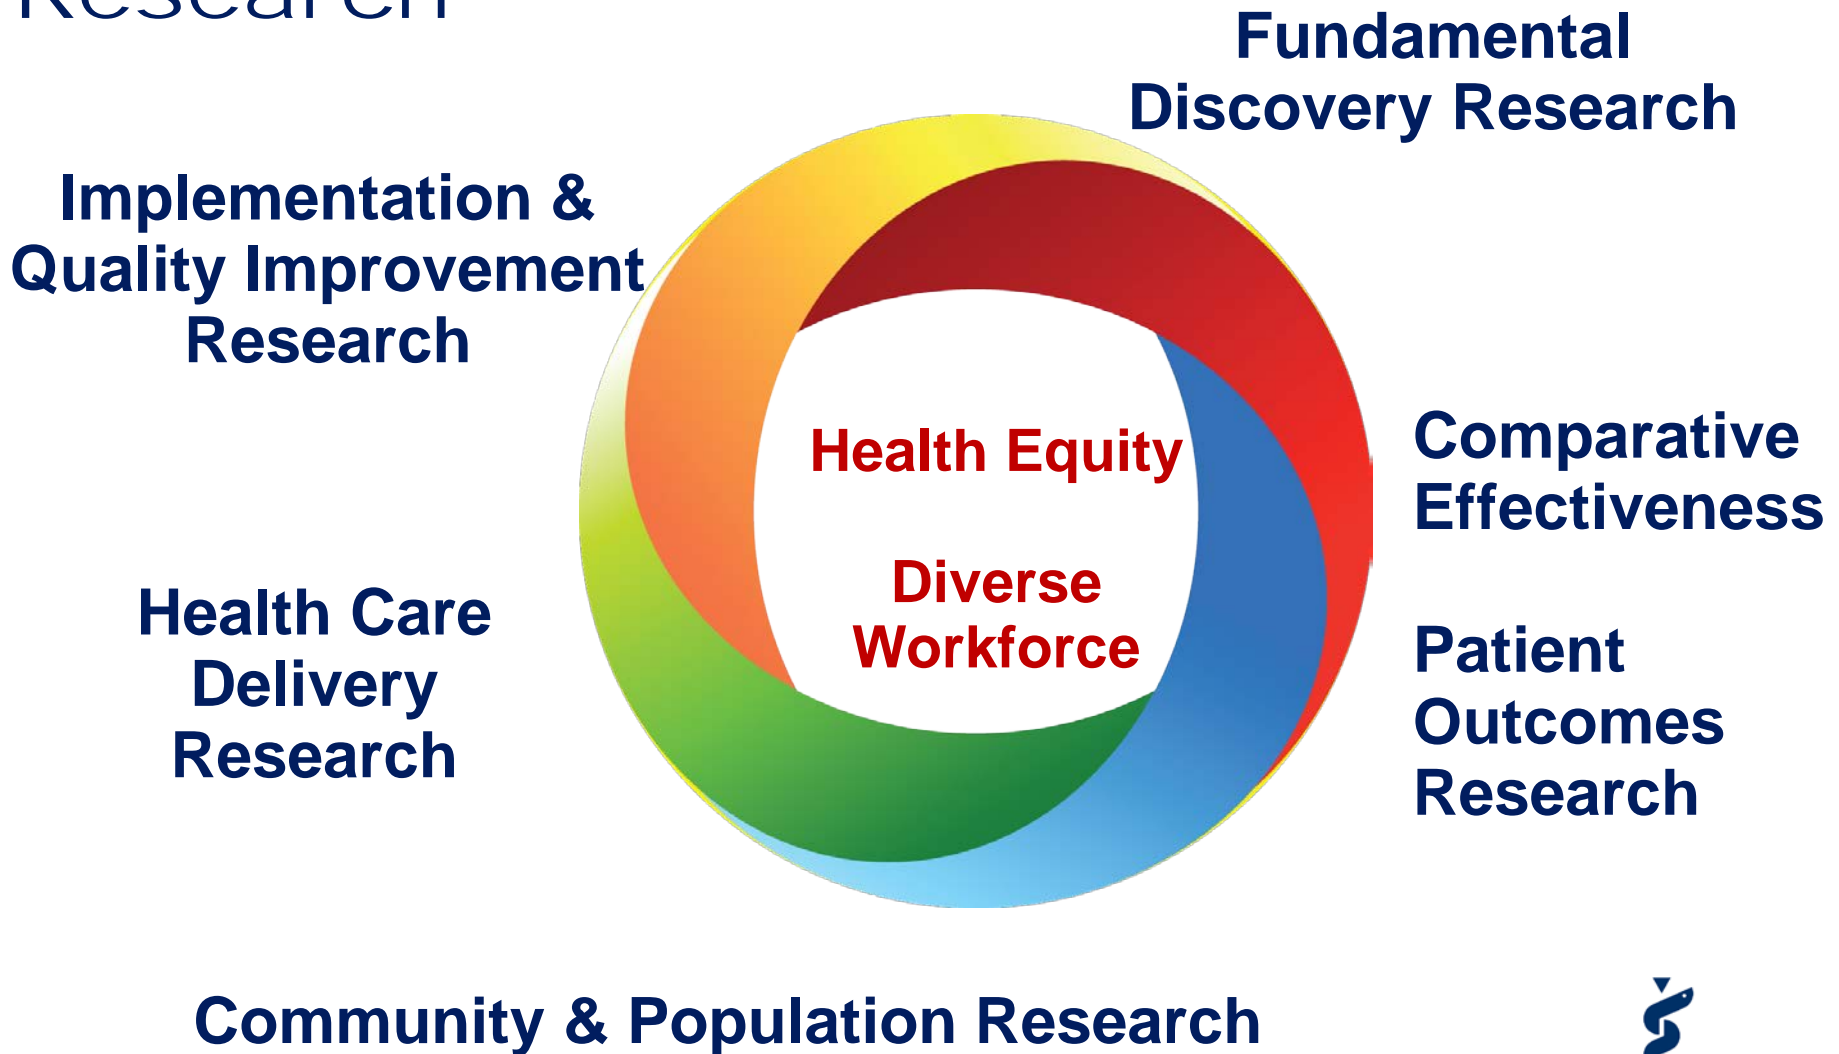 Research
Fundamental
Discovery Research
Implementation &
Quality Improvement
Research
Health Equity
Diverse
Workforce
Comparative
Effectiveness
Patient
Outcomes
Research
Health Care
Delivery
Research
Community & Population Research